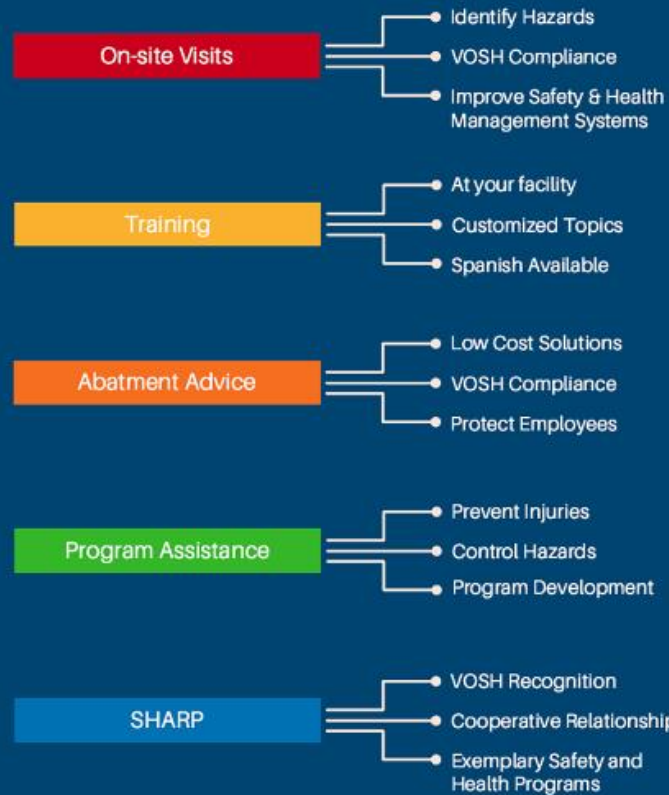 On-site Visits
Identify Hazards
VOSH Compliance
Improve Safety & Health
Management Systems
Training
At your facility
Customized Topics
Spanish Available
Abatment Advice
Low Cost Solutions
VOSH Compliance
Protect Employees
Program Assistance
Prevent Injuries
Control Hazards
Program Development
SHARP
VOSH Recognition
Cooperative Relationship
Exemplary Safety and
Health Programs